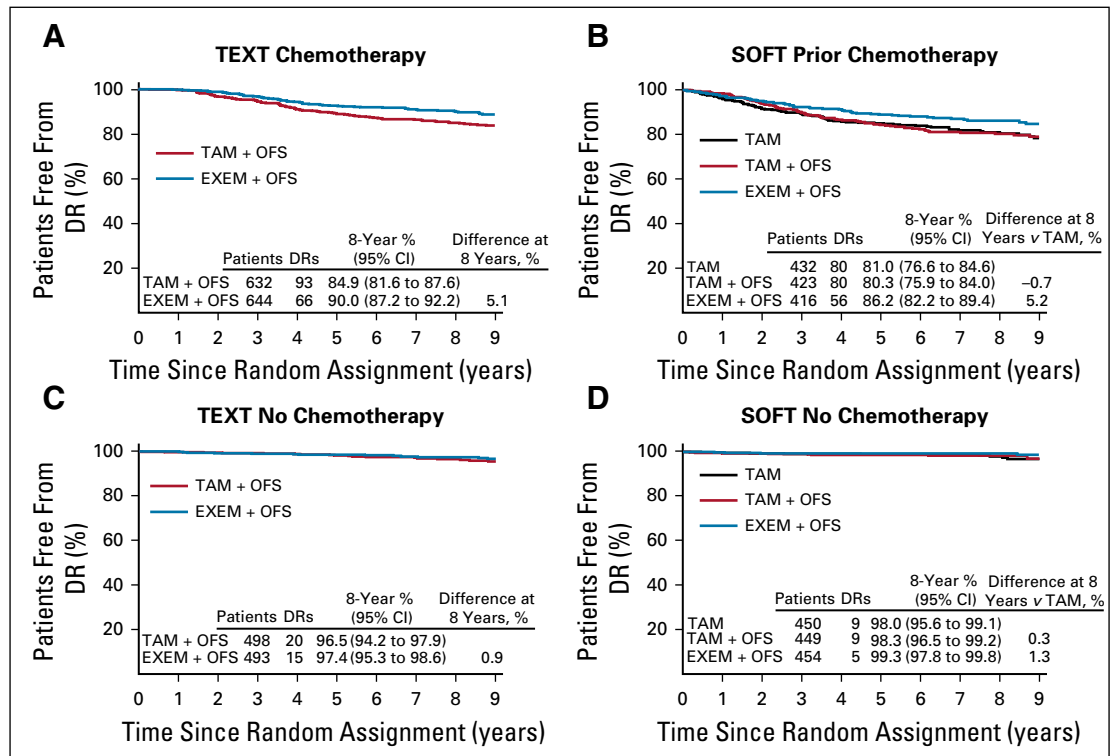 A
TEXT Chemotherapy
Patients Free From
DR (%)
100
80
60
40
20
TAM + OFS
EXEM + OFS
8-Year % Difference at
Patients DRs (95% CI) 8 Years, %
TAM + OFS 632 93 84.9 (81.6 to 87.6)
EXEM + OFS 644 66 90.0 (87.2 to 92.2) 5.1
0 1 2 3 4 5 6 7 8 9
Time Since Random Assignment (years)
B
SOFT Prior Chemotherapy
Patients Free From
DR (%)
100
80
60
40
20
TAM
TAM + OFS
EXEM + OFS
8-Year % Difference at 8
Patients DRs (95% CI) Years v TAM, %
TAM 432 80 81.0 (76.6 to 84.6)
TAM + OFS 423 80 80.3 (75.9 to 84.0) –0.7
EXEM + OFS 416 56 86.2 (82.2 to 89.4) 5.2
0 1 2 3 4 5 6 7 8 9
Time Since Random Assignment (years)
C
TEXT No Chemotherapy
Patients Free From
DR (%)
100
80
60
40
20
TAM + OFS
EXEM + OFS
8-Year % Difference at
Patients DRs (95% CI) 8 Years, %
TAM + OFS 498 20 96.5 (94.2 to 97.9)
EXEM + OFS 493 15 97.4 (95.3 to 98.6) 0.9
0 1 2 3 4 5 6 7 8 9
Time Since Random Assignment (years)
D
SOFT No Chemotherapy
Patients Free From
DR (%)
100
80
60
40
20
TAM
TAM + OFS
EXEM + OFS
8-Year % Difference at 8
Patients DRs (95% CI) Years v TAM, %
TAM 450 9 98.0 (95.6 to 99.1)
TAM + OFS 449 9 98.3 (96.5 to 99.2) 0.3
EXEM + OFS 454 5 99.3 (97.8 to 99.8) 1.3
0 1 2 3 4 5 6 7 8 9
Time Since Random Assignment (years)